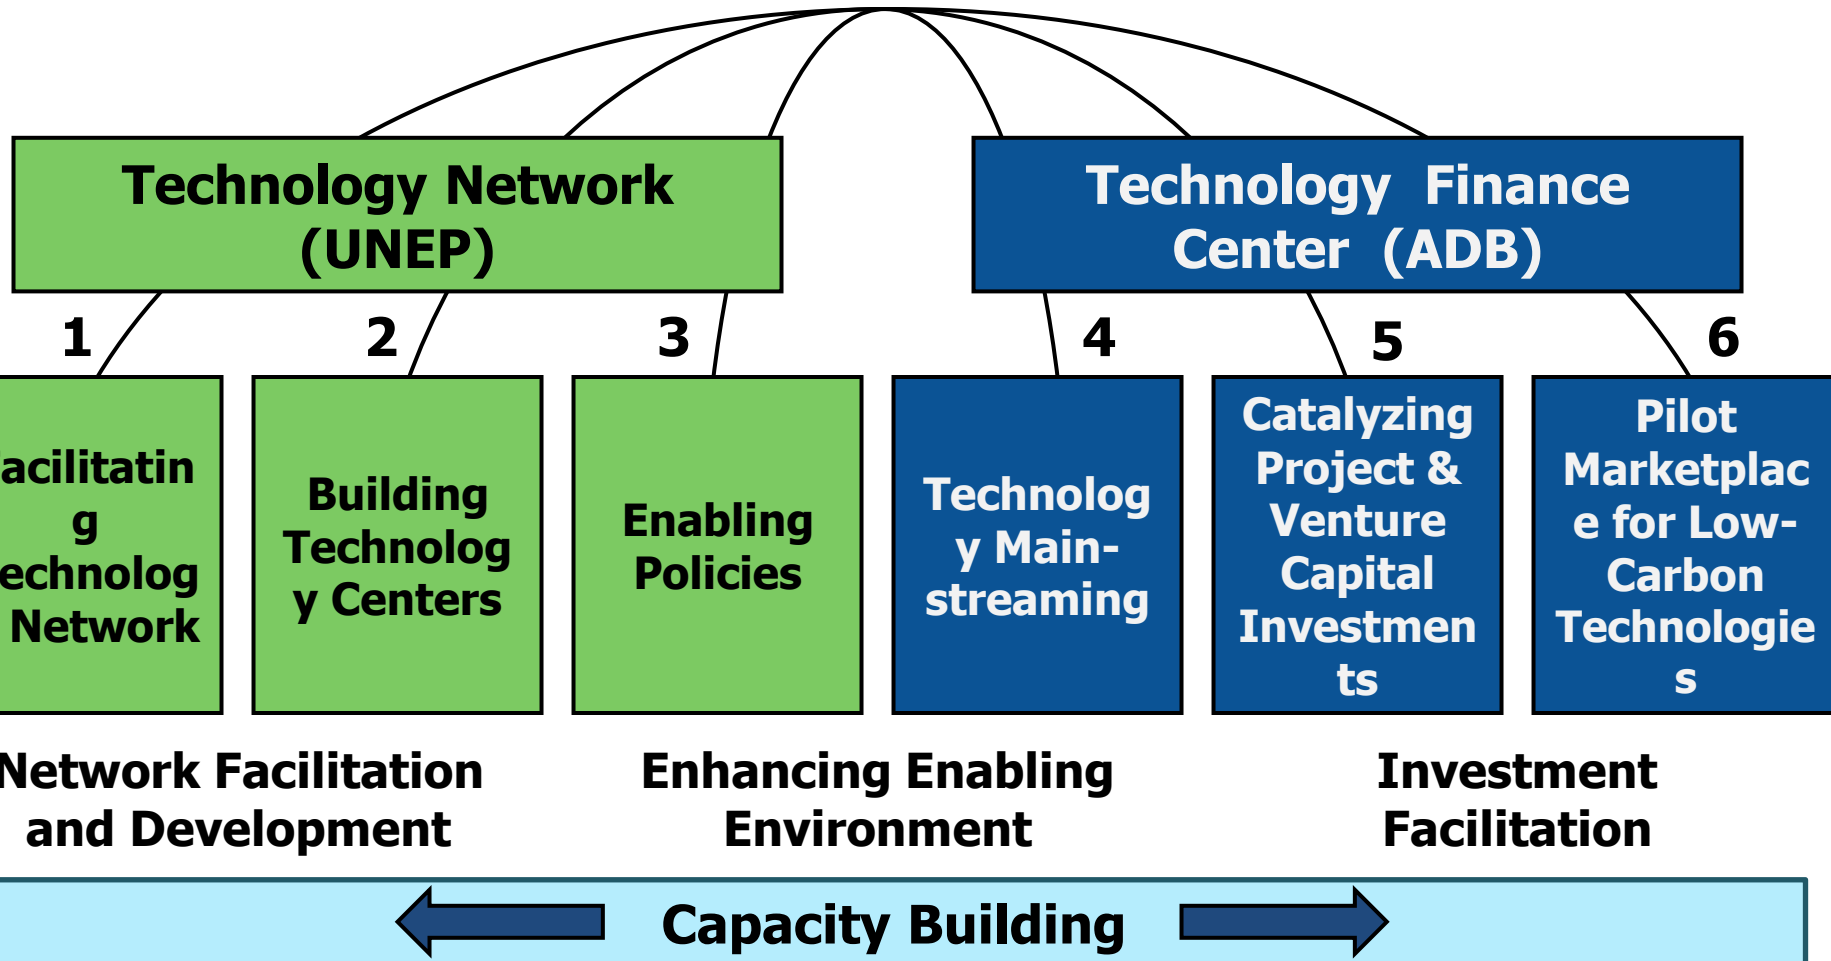 Technology Network
(UNEP)
Technology Finance
Center (ADB)
1
2
3
4
5
6
acilitatin
g
echnolog
Network
Building
Technolog
y Centers
Enabling
Policies
Technolog
y Main-
streaming
Catalyzing
Project &
Venture
Capital
Investmen
ts
Pilot
Marketplac
e for Low-
Carbon
Technologie
s
Network Facilitation
and Development
Enhancing Enabling
Environment
Investment
Facilitation
Capacity Building